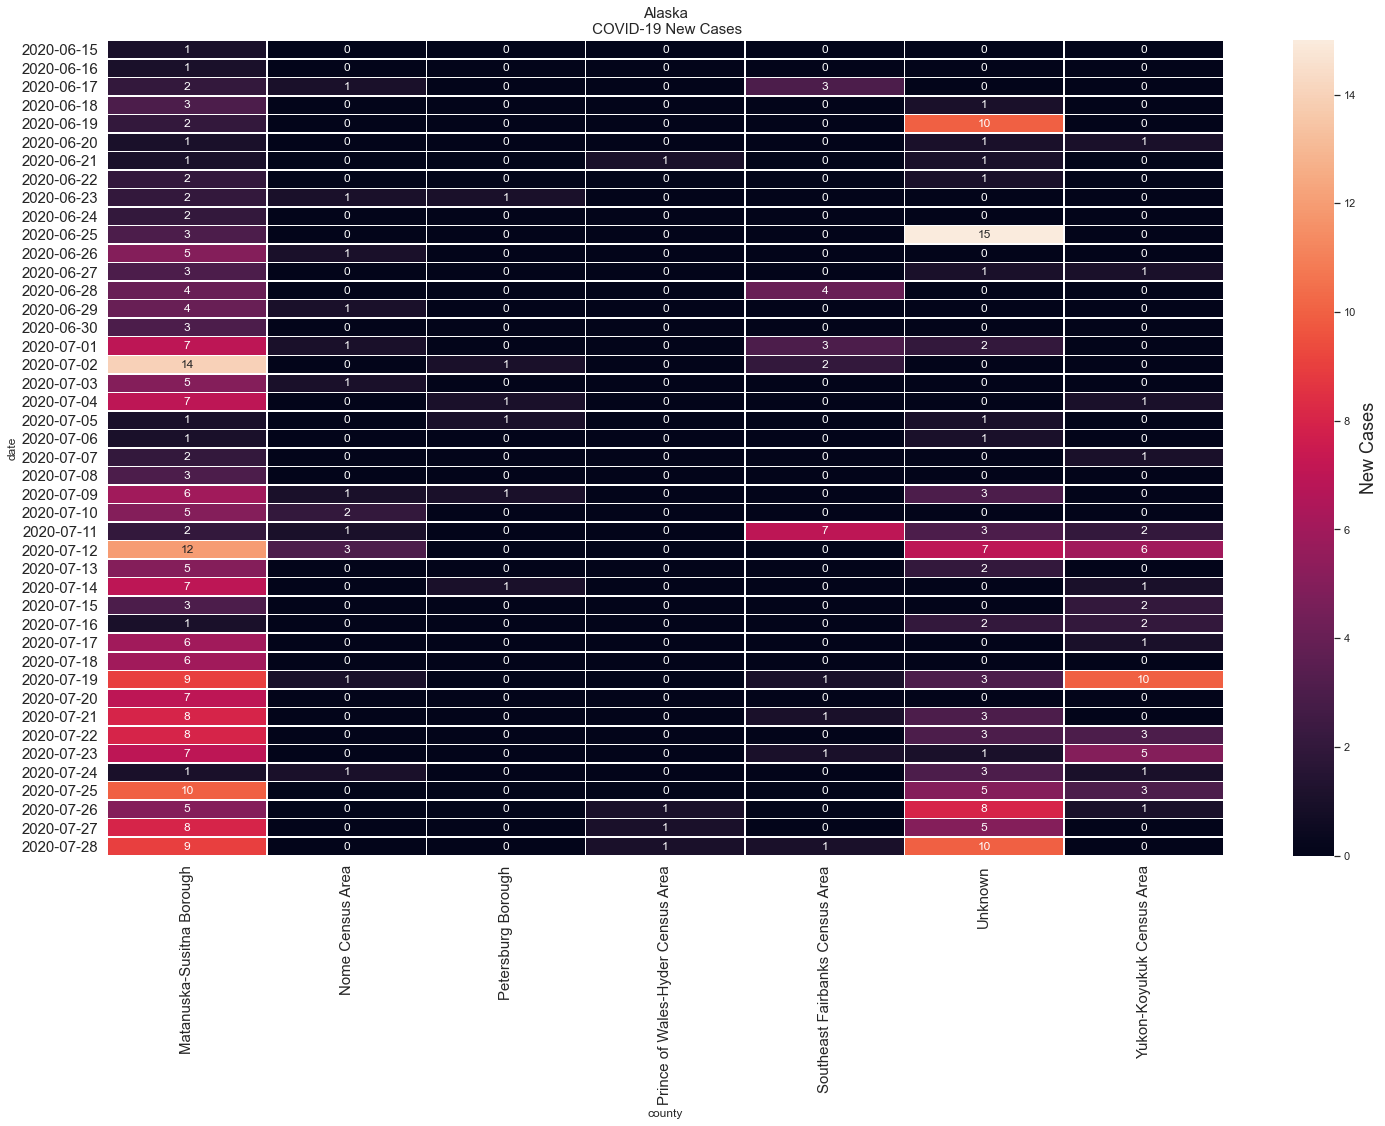 Alaska
COVID-19 New Cases
2020-06-15 1 0 0 0 0 0 0
2020-06-16 1 0 0 0 0 0 0
2020-06-17 2 1 0 0 3 0 0
2020-06-18 3 0 0 0 0 1 0
2020-06-19 2 0 0 0 0 10 0
2020-06-20 1 0 0 0 0 1 1
2020-06-21 1 0 0 1 0 1 0
2020-06-22 2 0 0 0 0 1 0
2020-06-23 2 1 1 0 0 0 0
2020-06-24 2 0 0 0 0 0 0
2020-06-25 3 0 0 0 0 15 0
2020-06-26 5 1 0 0 0 0 0
2020-06-27 3 0 0 0 0 1 1
2020-06-28 4 0 0 0 4 0 0
2020-06-29 4 1 0 0 0 0 0
2020-06-30 3 0 0 0 0 0 0
2020-07-01 7 1 0 0 3 2 0
2020-07-02 14 0 1 0 2 0 0
2020-07-03 5 1 0 0 0 0 0
2020-07-04 7 0 1 0 0 0 1
2020-07-05 1 0 1 0 0 1 0
2020-07-06 1 0 0 0 0 1 0
2020-07-07 2 0 0 0 0 0 1
2020-07-08 3 0 0 0 0 0 0
2020-07-09 6 1 1 0 0 3 0
2020-07-10 5 2 0 0 0 0 0
2020-07-11 2 1 0 0 7 3 2
2020-07-12 12 3 0 0 0 7 6
2020-07-13 5 0 0 0 0 2 0
2020-07-14 7 0 1 0 0 0 1
2020-07-15 3 0 0 0 0 0 2
2020-07-16 1 0 0 0 0 2 2
2020-07-17 6 0 0 0 0 0 1
2020-07-18 6 0 0 0 0 0 0
2020-07-19 9 1 0 0 1 3 10
2020-07-20 7 0 0 0 0 0 0
2020-07-21 8 0 0 0 1 3 0
2020-07-22 8 0 0 0 0 3 3
2020-07-23 7 0 0 0 1 1 5
2020-07-24 1 1 0 0 0 3 1
2020-07-25 10 0 0 0 0 5 3
2020-07-26 5 0 0 1 0 8 1
2020-07-27 8 0 0 1 0 5 0
2020-07-28 9 0 0 1 1 10 0
date
Matanuska-Susitna Borough
Nome Census Area
Petersburg Borough
Prince of Wales-Hyder Census Area
Southeast Fairbanks Census Area
Unknown
Yukon-Koyukuk Census Area
county
14
12
10
8
6
4
2
0
New Cases